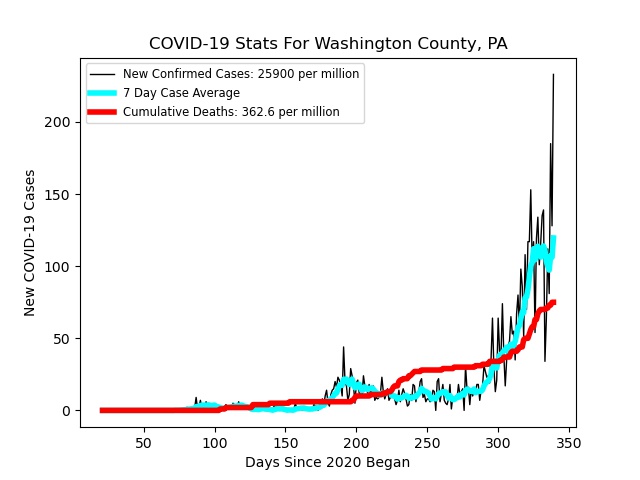 COVID-19 Stats For Washington County, PA
New Confirmed Cases: 25900 per million
7 Day Case Average
Cumulative Deaths: 362.6 per million
New COVID-19 Cases
200
150
100
50
0
50
100
150
200
250
300
350
Days Since 2020 Began